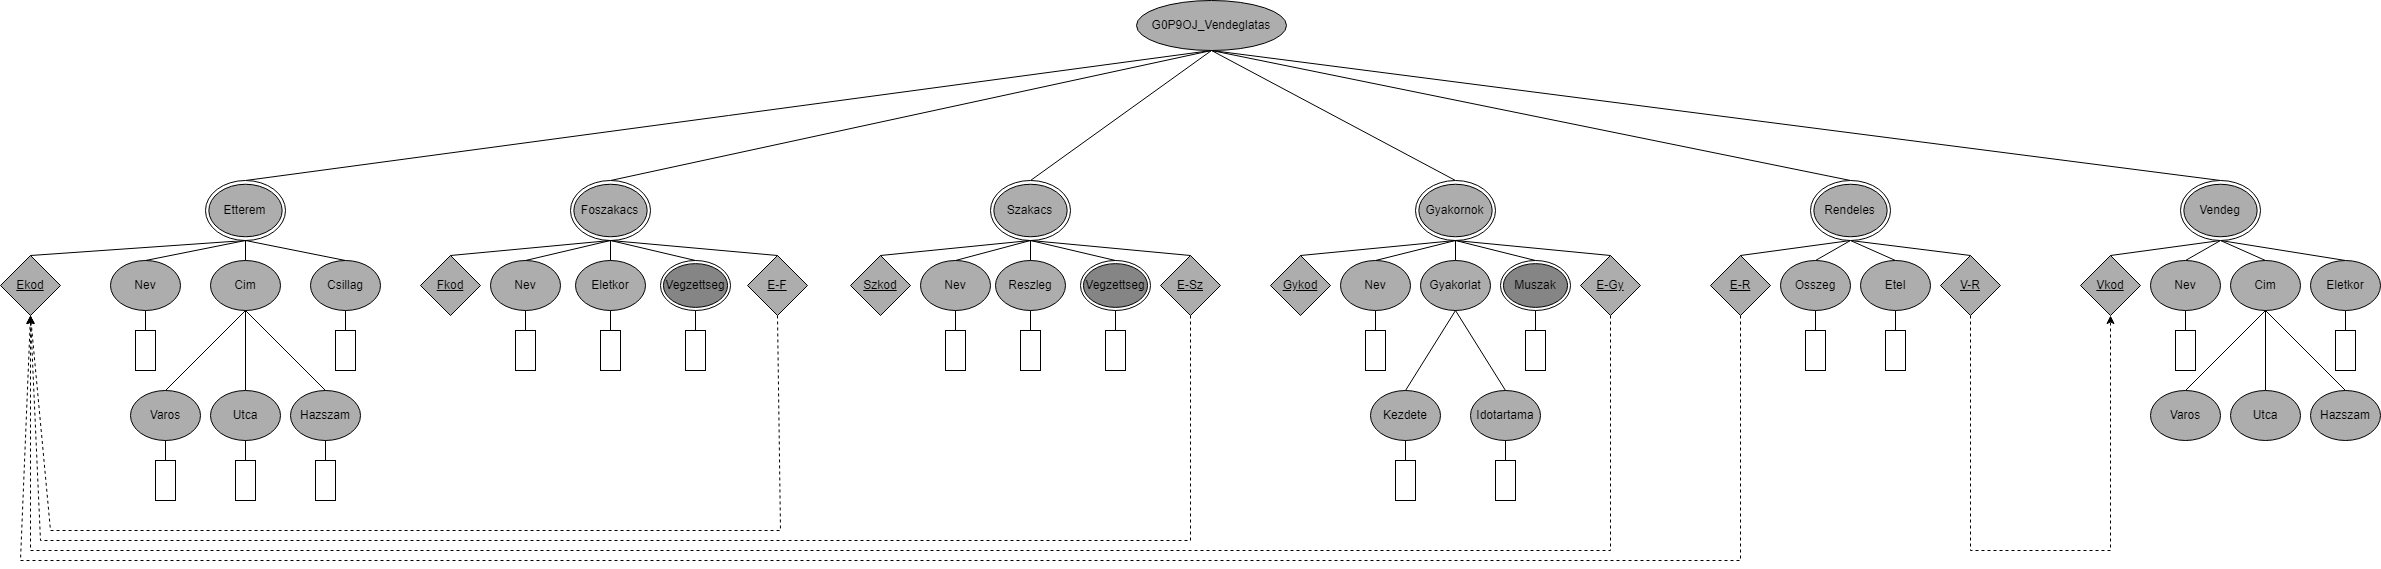 G0P9OJ_Vendeglatas
Etterem
Foszakacs
Szakacs
Gyakornok
Rendeles
Vendeg
Ekod
Nev
Cim
Csillag
Fkod
Nev
Eletkor
Vegzettseg
E-F
Szkod
Nev
Reszleg
Vegzettseg
E-Sz
Gykod
Nev
Gyakorlat
Muszak
E-Gy
E-R
Osszeg
Etel
V-R
Vkod
Nev
Cim
Eletkor
Varos
Utca
Hazszam
Kezdete
Idotartama
Varos
Utca
Hazszam